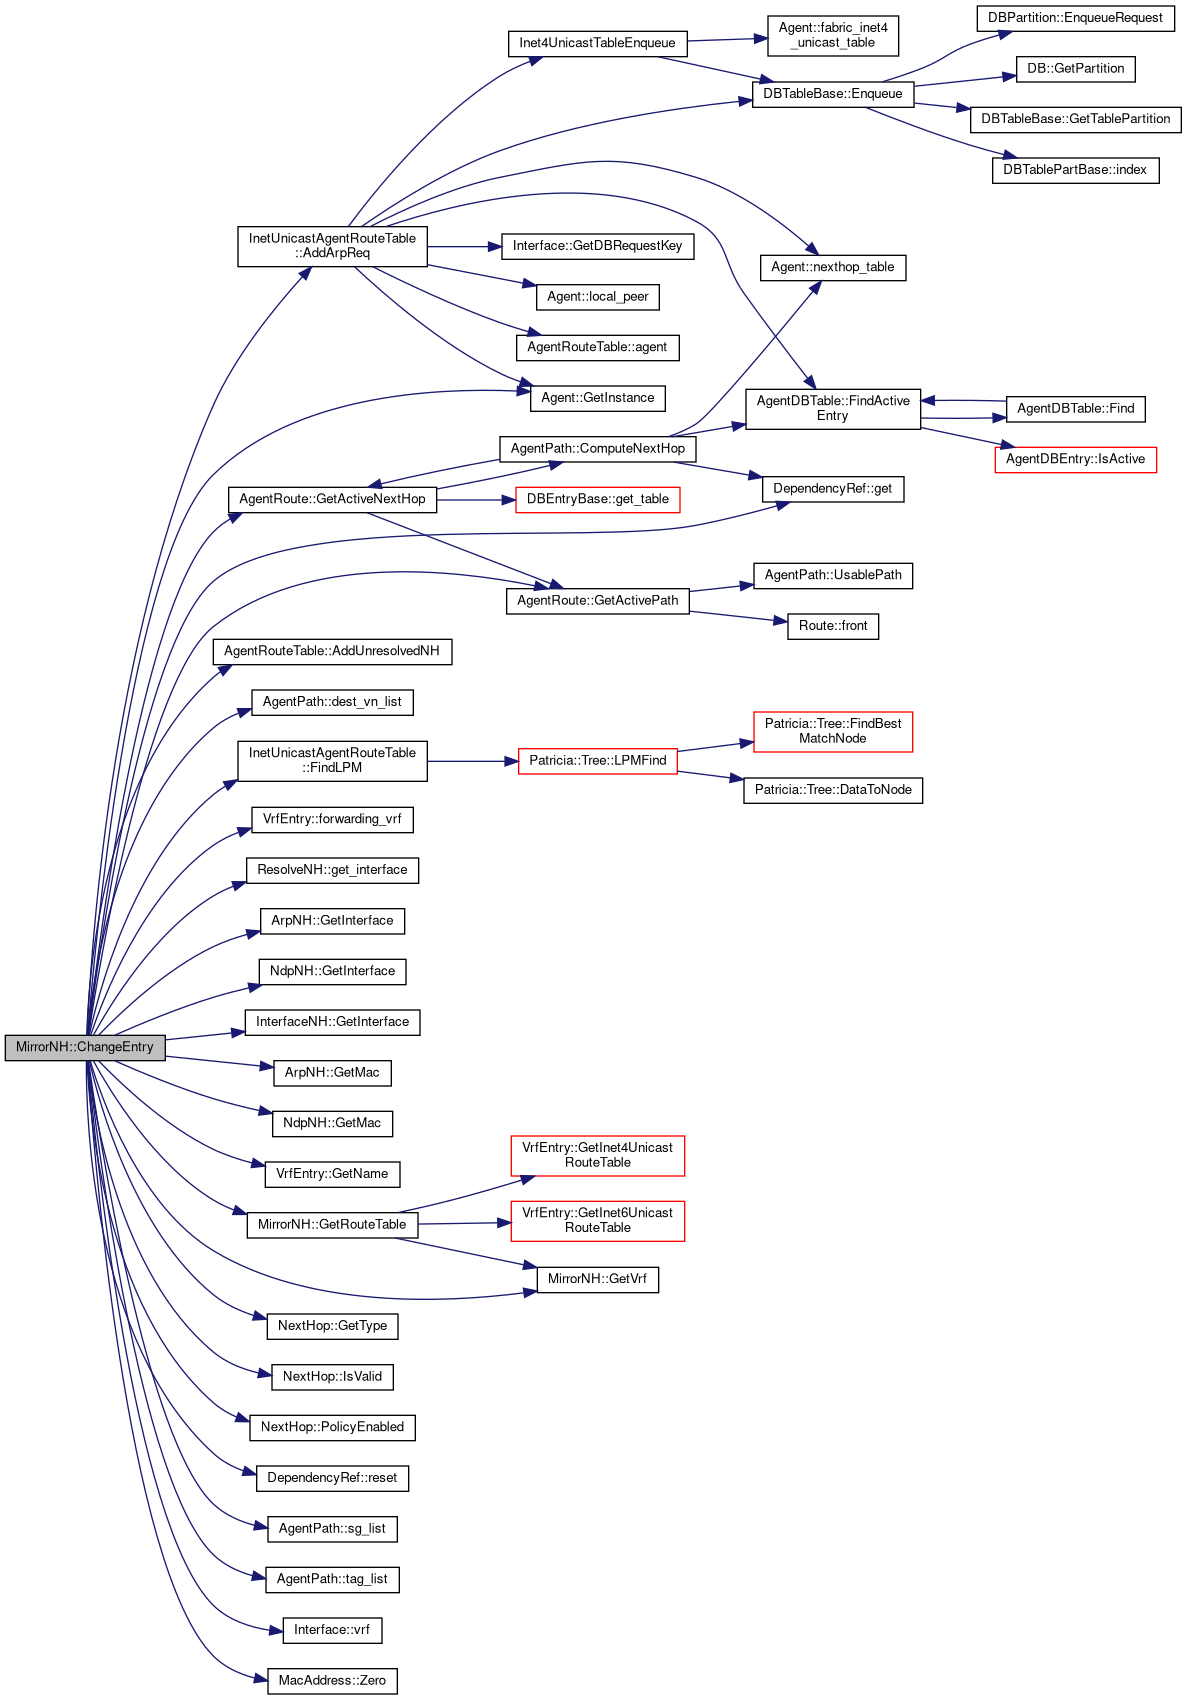 DBPartition::EnqueueRequest
Agent::fabric_inet4
_unicast_table
Inet4UnicastTableEnqueue
DB::GetPartition
DBTableBase::Enqueue
DBTableBase::GetTablePartition
DBTablePartBase::index
InetUnicastAgentRouteTable
::AddArpReq
Interface::GetDBRequestKey
Agent::nexthop_table
Agent::local_peer
AgentRouteTable::agent
Agent::GetInstance
AgentDBTable::FindActive
Entry
AgentDBTable::Find
AgentPath::ComputeNextHop
AgentDBEntry::IsActive
DependencyRef::get
AgentRoute::GetActiveNextHop
DBEntryBase::get_table
AgentPath::UsablePath
AgentRoute::GetActivePath
Route::front
AgentRouteTable::AddUnresolvedNH
AgentPath::dest_vn_list
Patricia::Tree::FindBest
MatchNode
InetUnicastAgentRouteTable
::FindLPM
Patricia::Tree::LPMFind
Patricia::Tree::DataToNode
VrfEntry::forwarding_vrf
ResolveNH::get_interface
ArpNH::GetInterface
NdpNH::GetInterface
InterfaceNH::GetInterface
MirrorNH::ChangeEntry
ArpNH::GetMac
NdpNH::GetMac
VrfEntry::GetInet4Unicast
RouteTable
VrfEntry::GetName
VrfEntry::GetInet6Unicast
RouteTable
MirrorNH::GetRouteTable
MirrorNH::GetVrf
NextHop::GetType
NextHop::IsValid
NextHop::PolicyEnabled
DependencyRef::reset
AgentPath::sg_list
AgentPath::tag_list
Interface::vrf
MacAddress::Zero